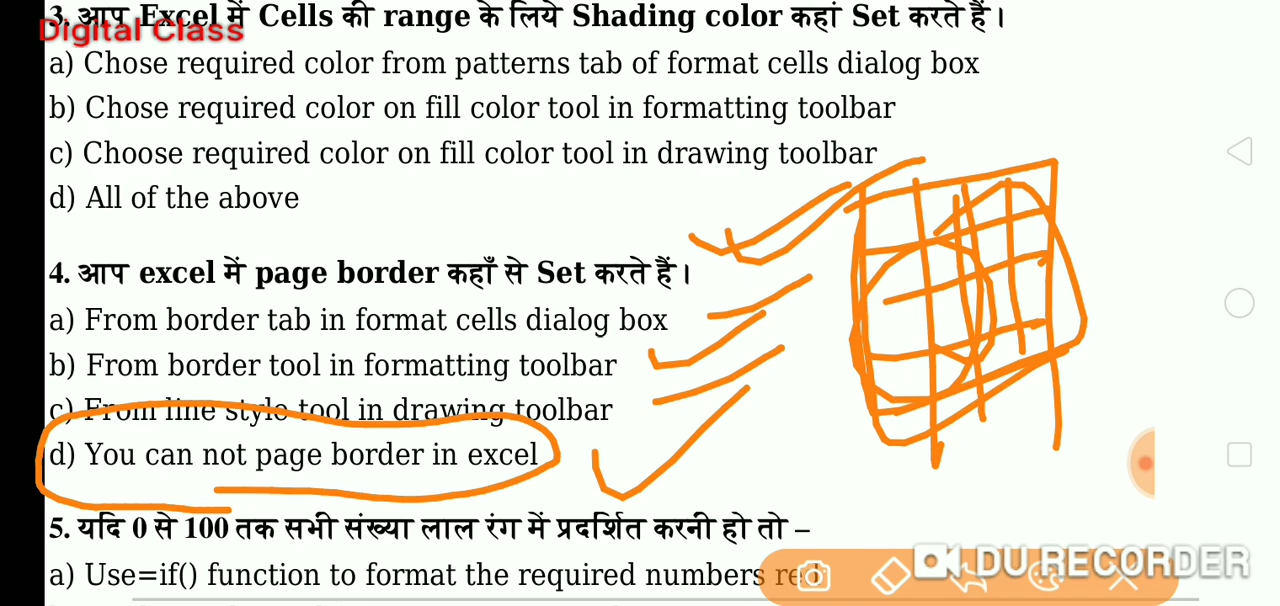 3. आप Excel में Cells की range के लिये Shading color कहां Set करते हैं।
Digital Class
a) Chose required color from patterns tab of format cells dialog box
b) Chose required color on fill color tool in formatting toolbar
c) Choose required color on fill color tool in drawing toolbar
d) All of the above
4. आप excel में page border कहाँ से Set करते हैं।
a) From border tab in format cells dialog box
b) From border tool in formatting toolbar
c) From line style tool in drawing toolbar
d) You can not page border in excel
5. यदि 0 से 100 तक सभी संख्या लाल रंग में प्रदर्शित करनी हो तो –
a) Use=if() function to format the required numbers red
DU RECORDER